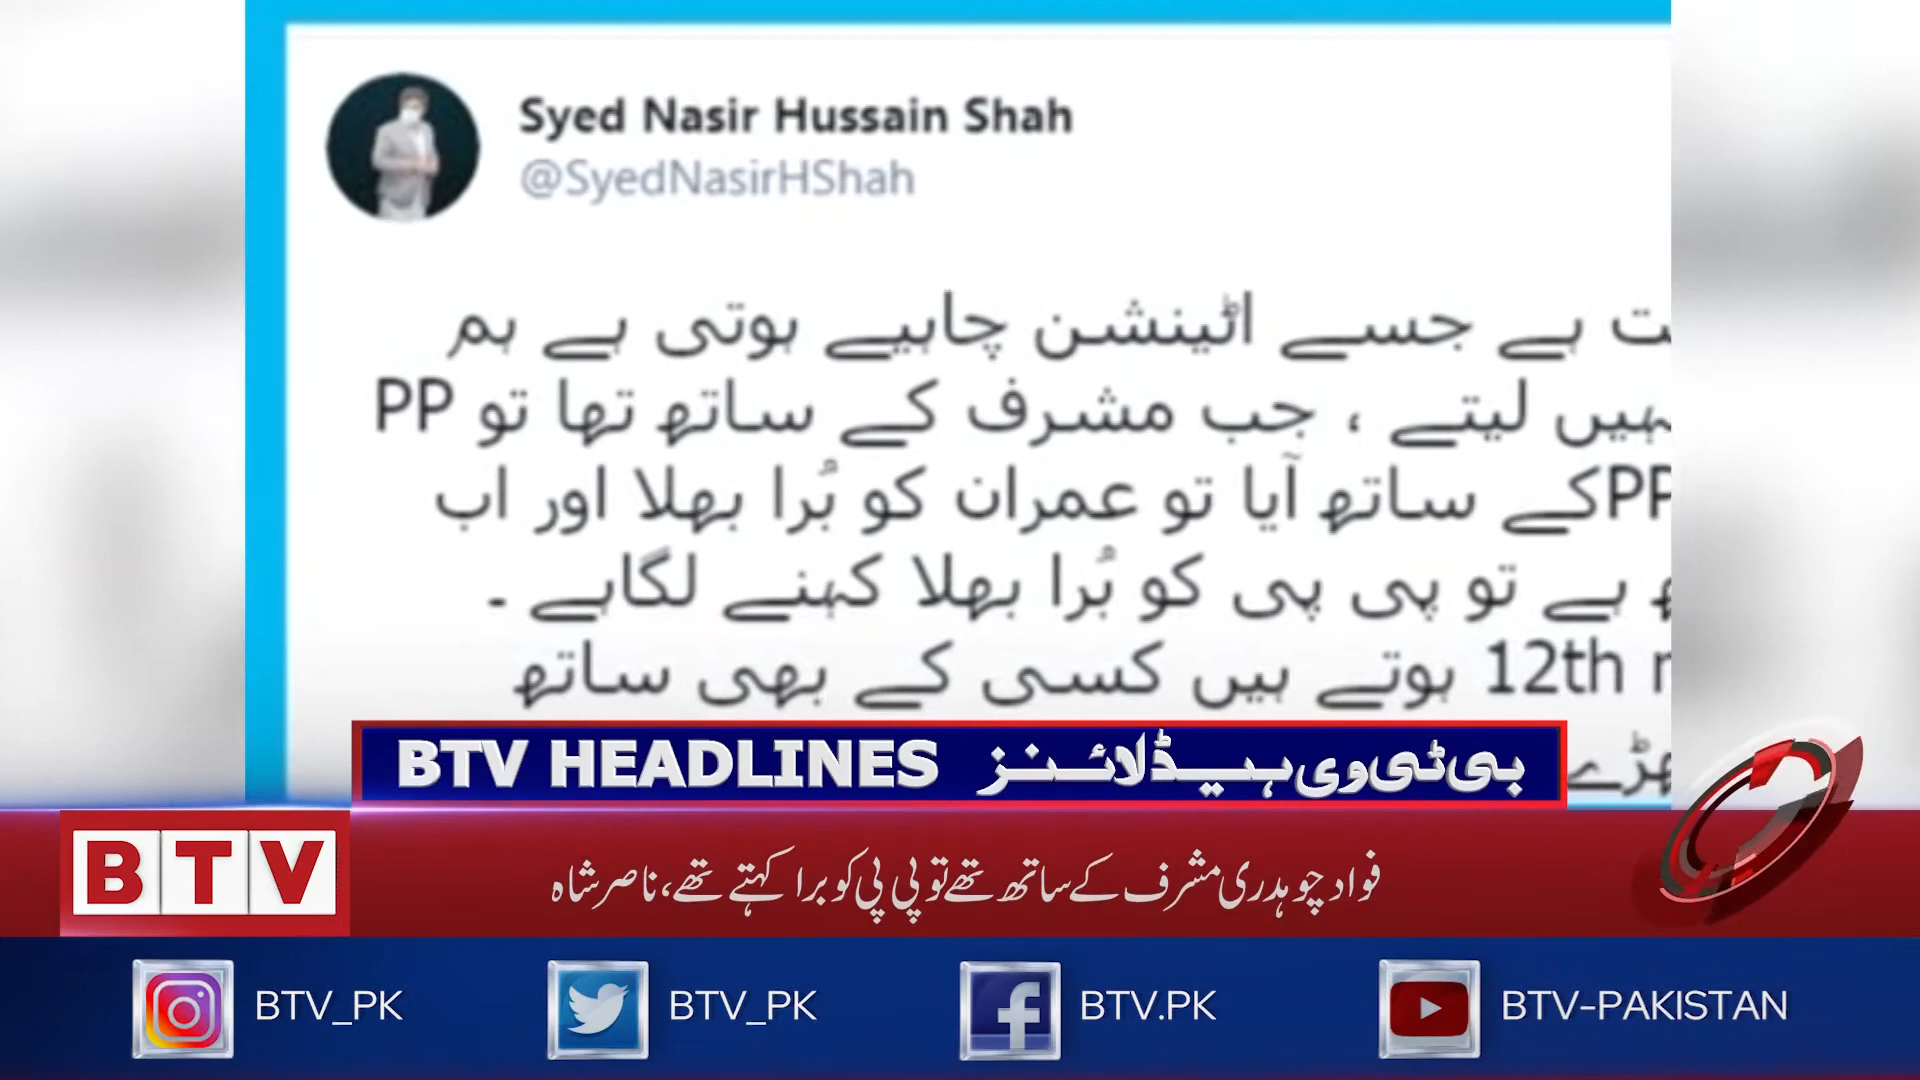 Syed Nasir Hussain Shah
@SyedNasirHShah
ہے جسے اٹینشن چاہیے ہوتی ہے ہم
لیتے ، جب مشرف کے ساتھ تھا تو PP
کے ساتھ آیا تو عمران کو بُرا بھلا اور اب
ہے تو پی پی کو بُرا بھلا کہنے لگاہے ۔
12th ہوتے ہیں کسی کے بھی ساتھ
BTV HEADLINES بی ٹی وی ہیڈلائنز
BTV
فواد چوہدری مشرف کے ساتھ تھے تو پی پی کو برا کہتے تھے، ناصر شاہ
BTV_PK
BTV_PK
BTV.PK
BTV-PAKISTAN